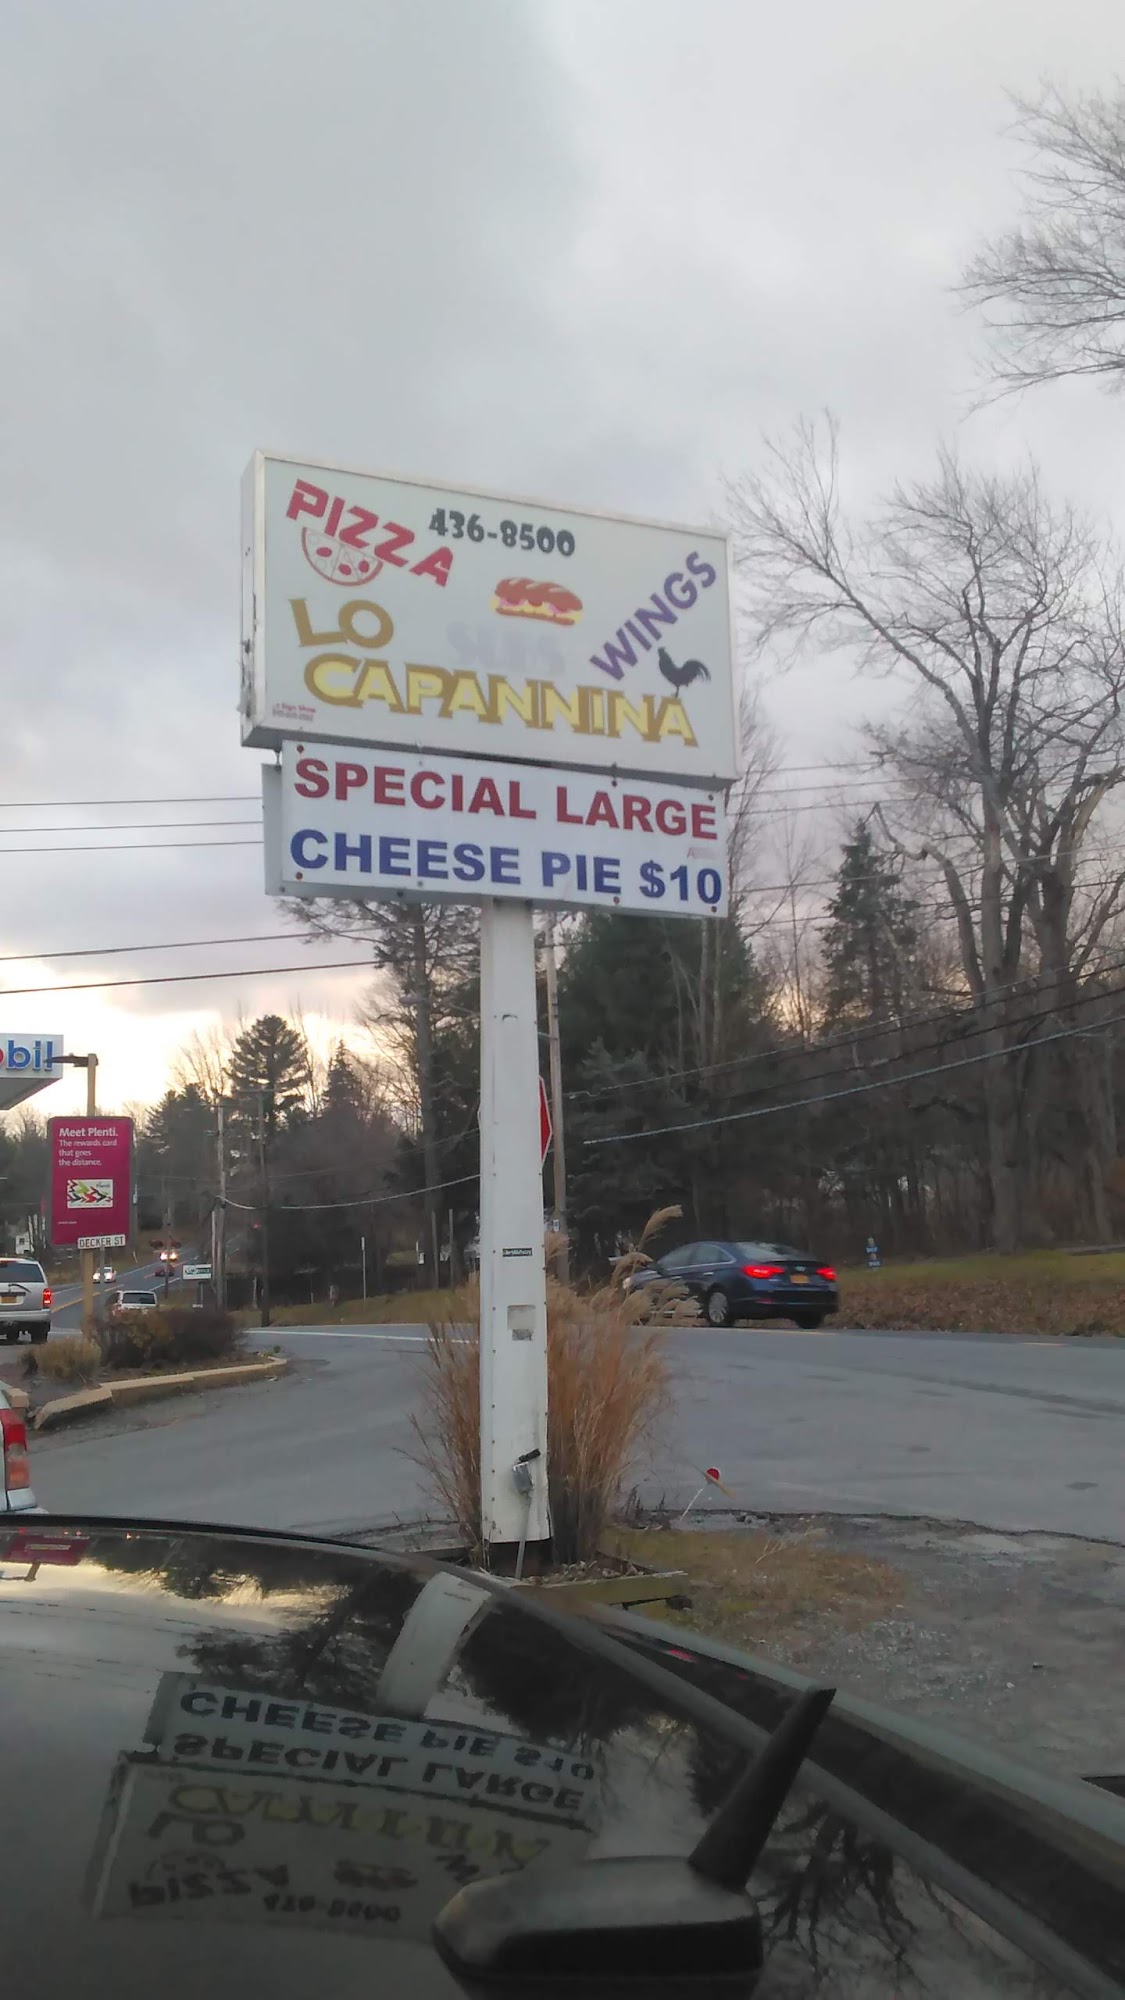 PIZZA
436-8500
WINGS
SUBS
LO
CAPANNINA
SPECIAL LARGE
CHEESE PIE $10
bil
Meet Plenti.
The rewards card
that goes
the distance.
DECKER ST